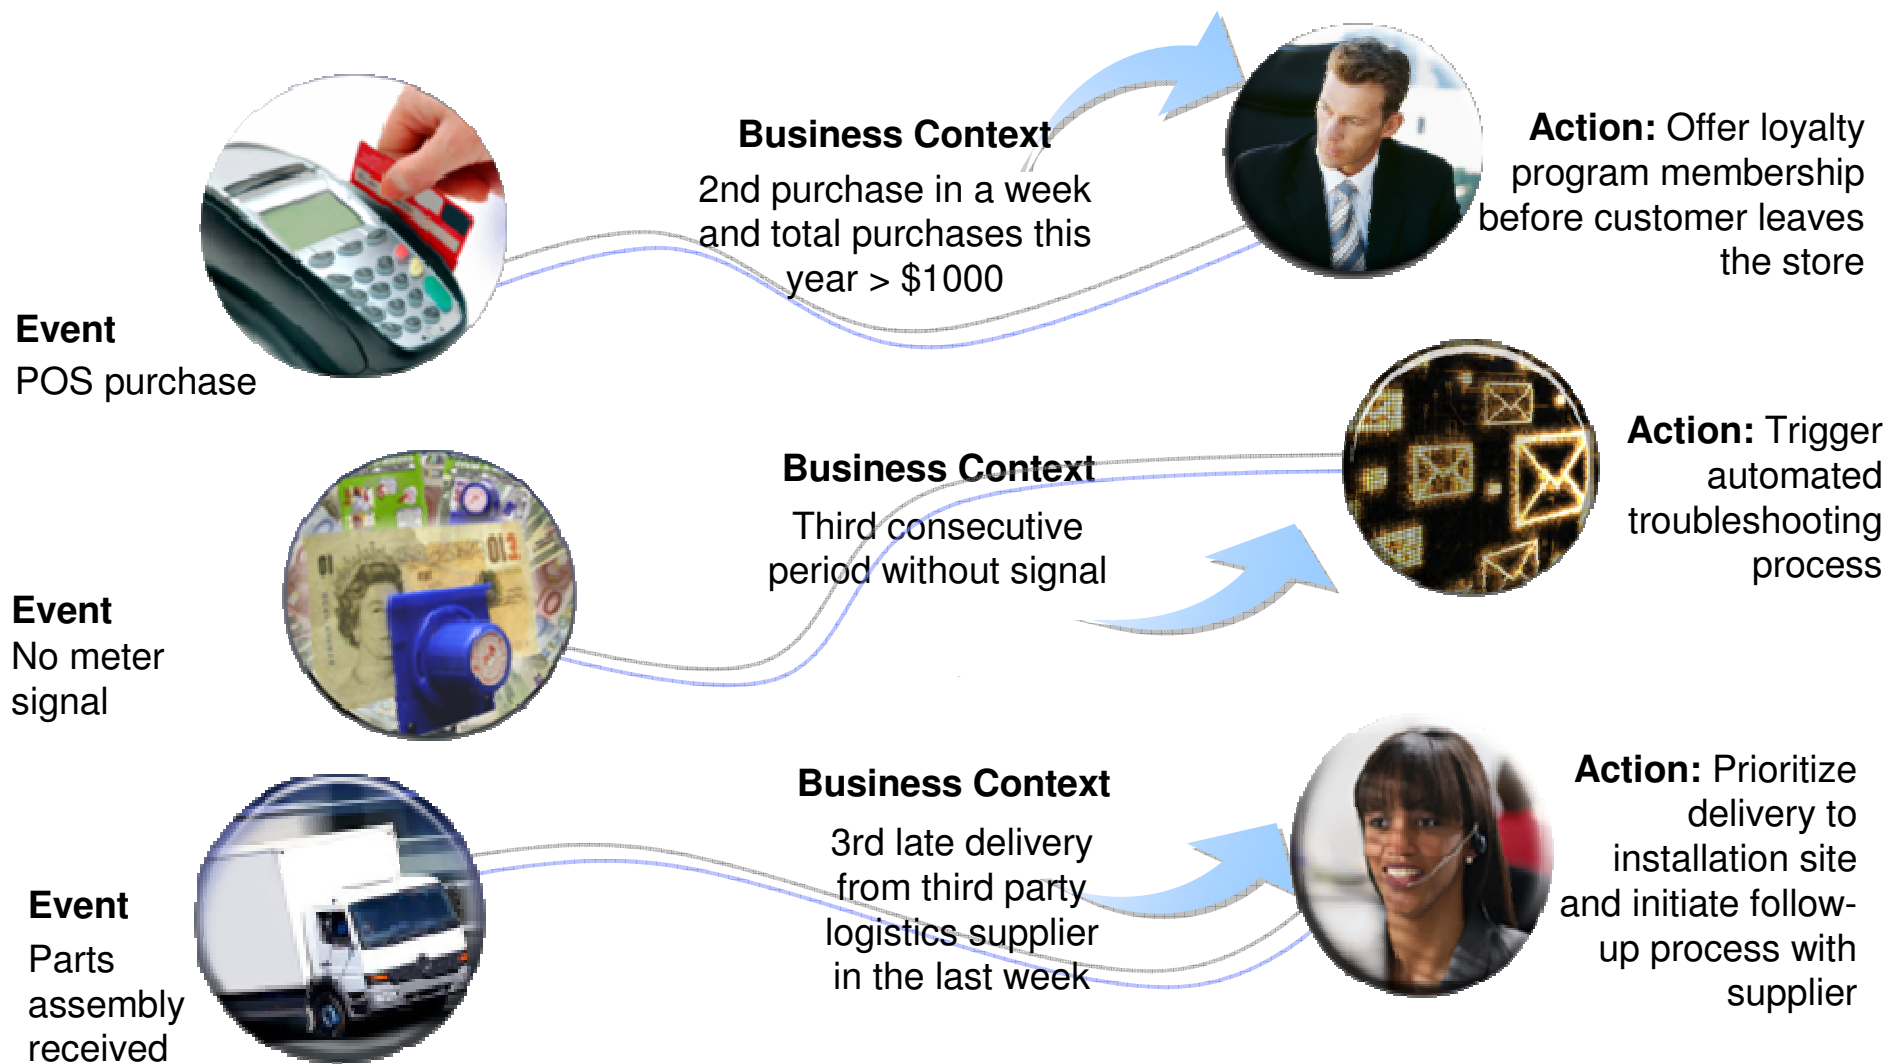 Event
POS purchase
Business Context
2nd purchase in a week
and total purchases this
year > $1000
Action: Offer loyalty
program membership
before customer leaves
the store
Event
No meter
signal
Business Context
Third consecutive
period without signal
Action: Trigger
automated
troubleshooting
process
Event
Parts
assembly
received
Business Context
3rd late delivery
from third party
logistics supplier
in the last week
Action: Prioritize
delivery to
installation site
and initiate follow-
up process with
supplier